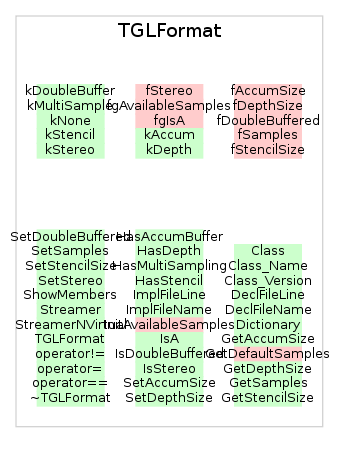 TGLFormat
kDoubleBuffer
kMultiSample
kNone
kStencil
kStereo
fStereo
fgAvailableSamples
fgIsA
kAccum
kDepth
fAccumSize
fDepthSize
fDoubleBuffered
fSamples
fStencilSize
SetDoubleBuffered
SetSamples
SetStencilSize
SetStereo
ShowMembers
Streamer
StreamerNVirtual
TGLFormat
operator!=
operator=
operator==
~TGLFormat
HasAccumBuffer
HasDepth
HasMultiSampling
HasStencil
ImplFileLine
ImplFileName
InitAvailableSamples
IsA
IsDoubleBuffered
IsStereo
SetAccumSize
SetDepthSize
Class
Class_Name
Class_Version
DeclFileLine
DeclFileName
Dictionary
GetAccumSize
GetDefaultSamples
GetDepthSize
GetSamples
GetStencilSize